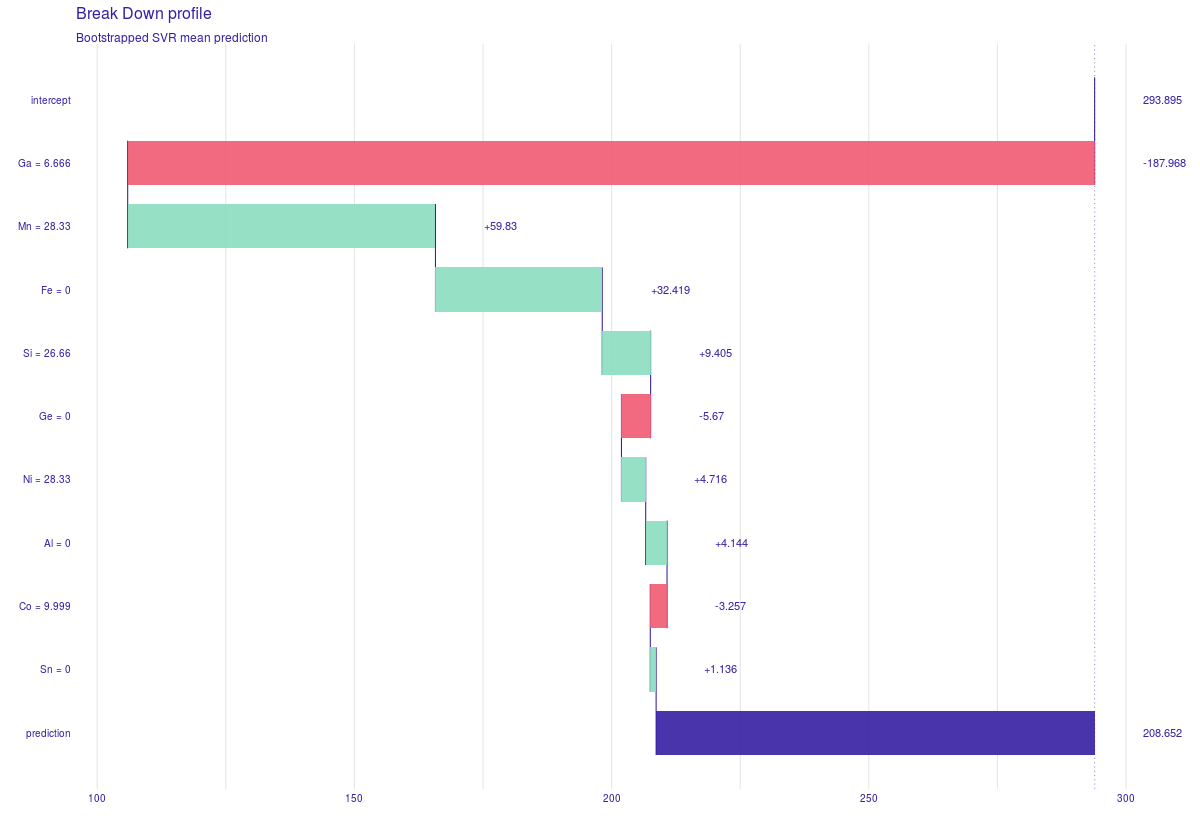 Break Down profile
Bootstrapped SVR mean prediction
intercept 293.895
Ga = 6.666 -187.968
Mn = 28.33 +59.83
Fe = 0 +32.419
Si = 26.66 +9.405
Ge = 0 -5.67
Ni = 28.33 +4.716
Al = 0 +4.144
Co = 9.999 -3.257
Sn = 0 +1.136
prediction 208.652
100 150 200 250 300